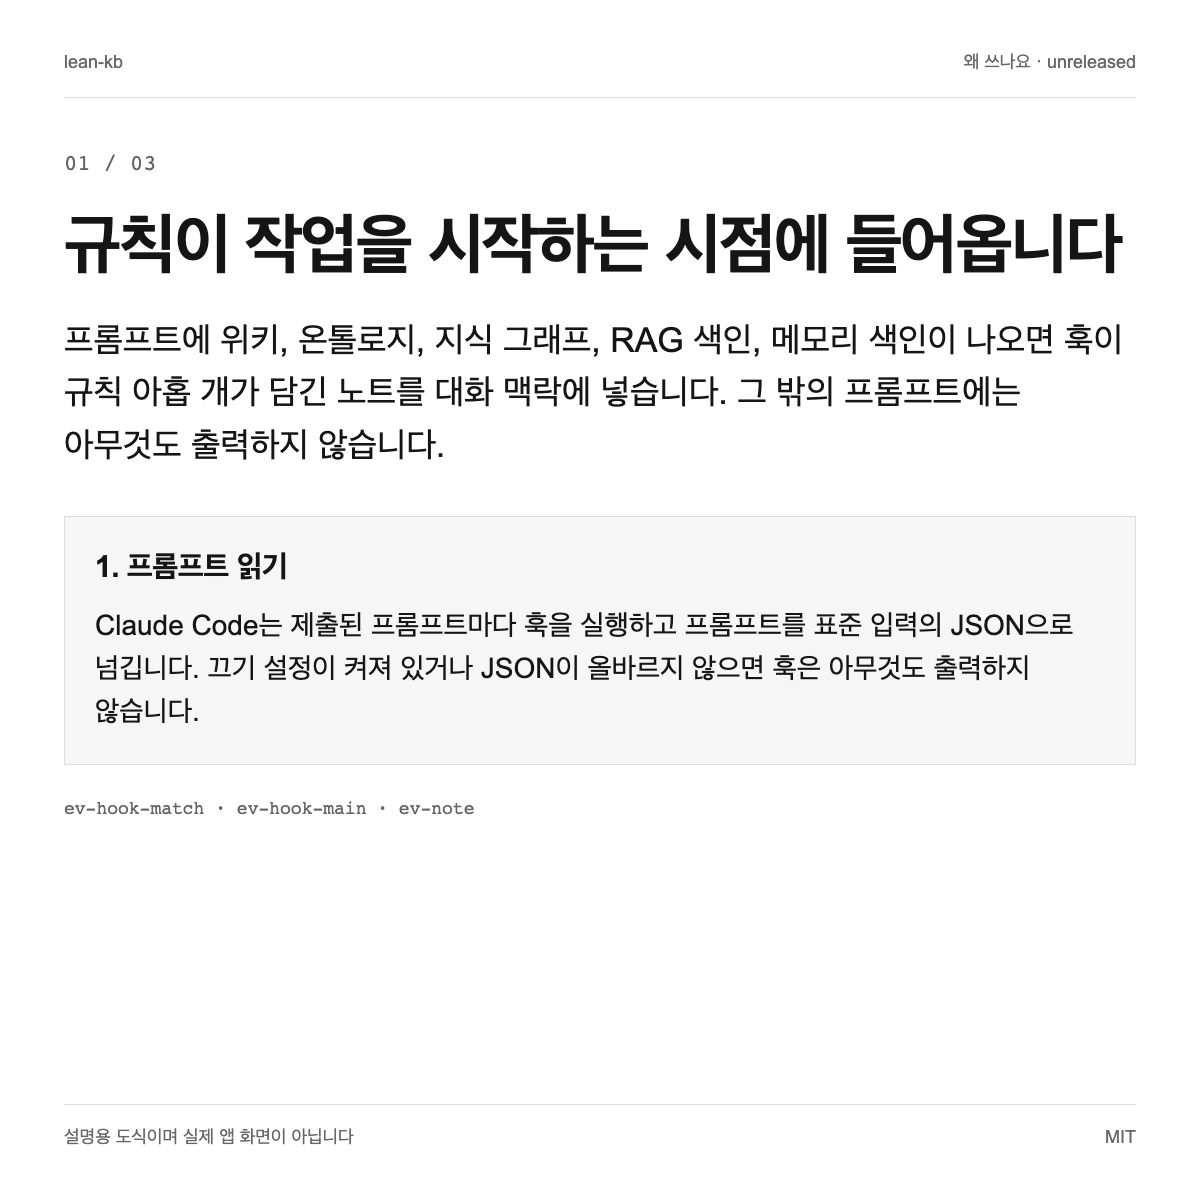 lean-kb
왜 쓰나요 · unreleased
01 / 03
규칙이 작업을 시작하는 시점에 들어옵니다
프롬프트에 위키, 온톨로지, 지식 그래프, RAG 색인, 메모리 색인이 나오면 훅이
규칙 아홉 개가 담긴 노트를 대화 맥락에 넣습니다. 그 밖의 프롬프트에는
아무것도 출력하지 않습니다.
1. 프롬프트 읽기
Claude Code는 제출된 프롬프트마다 훅을 실행하고 프롬프트를 표준 입력의 JSON으로
넘깁니다. 끄기 설정이 켜져 있거나 JSON이 올바르지 않으면 훅은 아무것도 출력하지
않습니다.
ev-hook-match · ev-hook-main · ev-note
설명용 도식이며 실제 앱 화면이 아닙니다
MIT